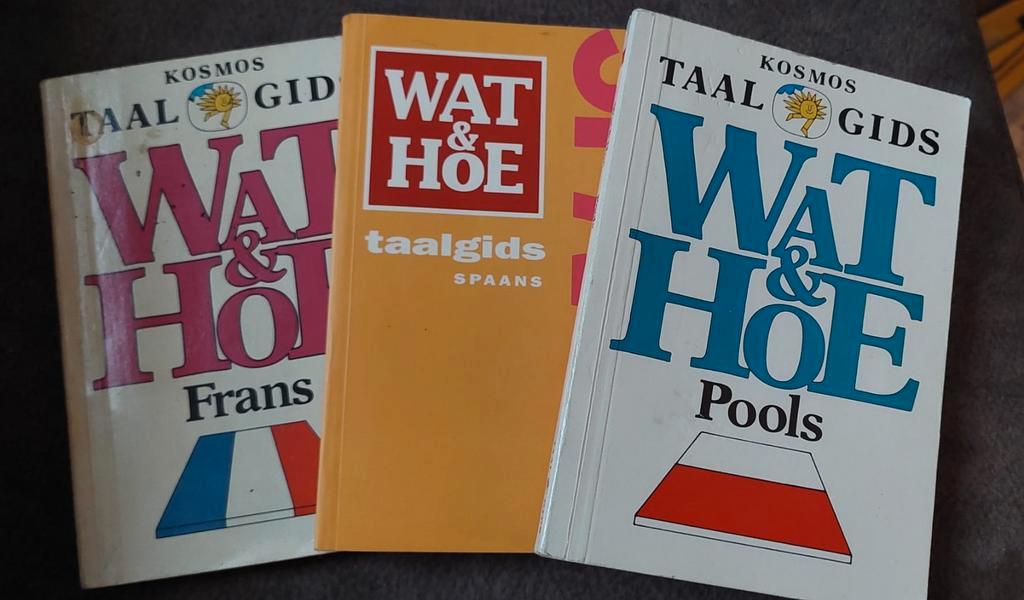 KOSMOS
TAAL GIDS
WAT
&
HOE
Frans
WAT
&
HOE
taalgids
SPAANS
KOSMOS
TAAL GIDS
WAT
&
HOE
Pools